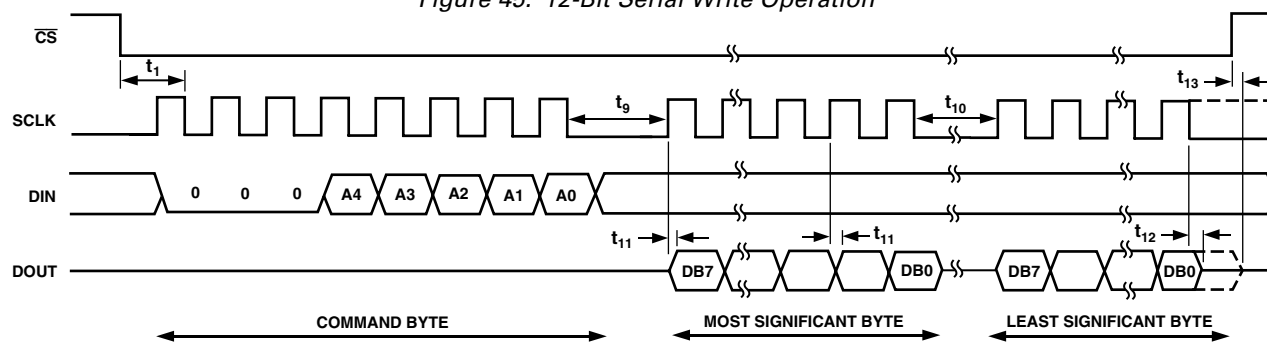 Figure 45. 12-Bit Serial Write Operation
CS
t1
t13
SCLK
t9
t10
DIN
0 0 0 A4 A3 A2 A1 A0
t11
t11
t12
DOUT
DB7 DB0 DB7 DB0
COMMAND BYTE MOST SIGNIFICANT BYTE LEAST SIGNIFICANT BYTE